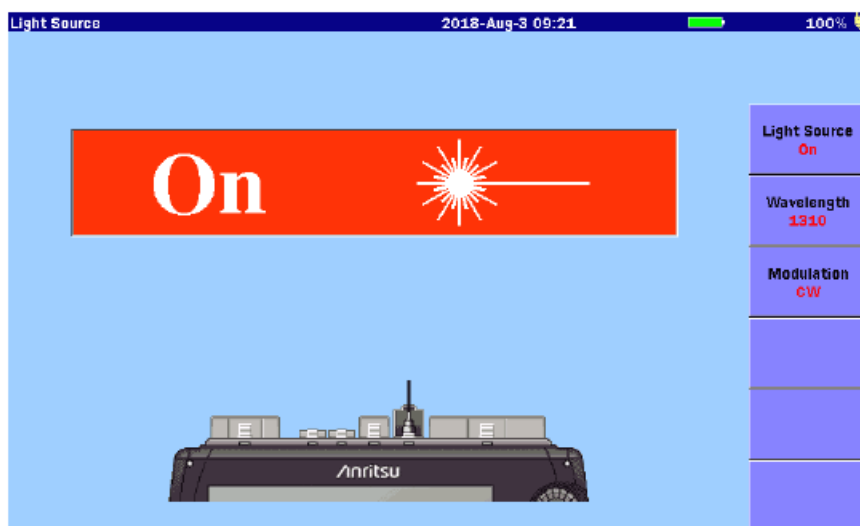 Light Source
2018-Aug-3 09:21
100%
On
Light Source
On
Wavelength
1310
Modulation
CW
Anritsu